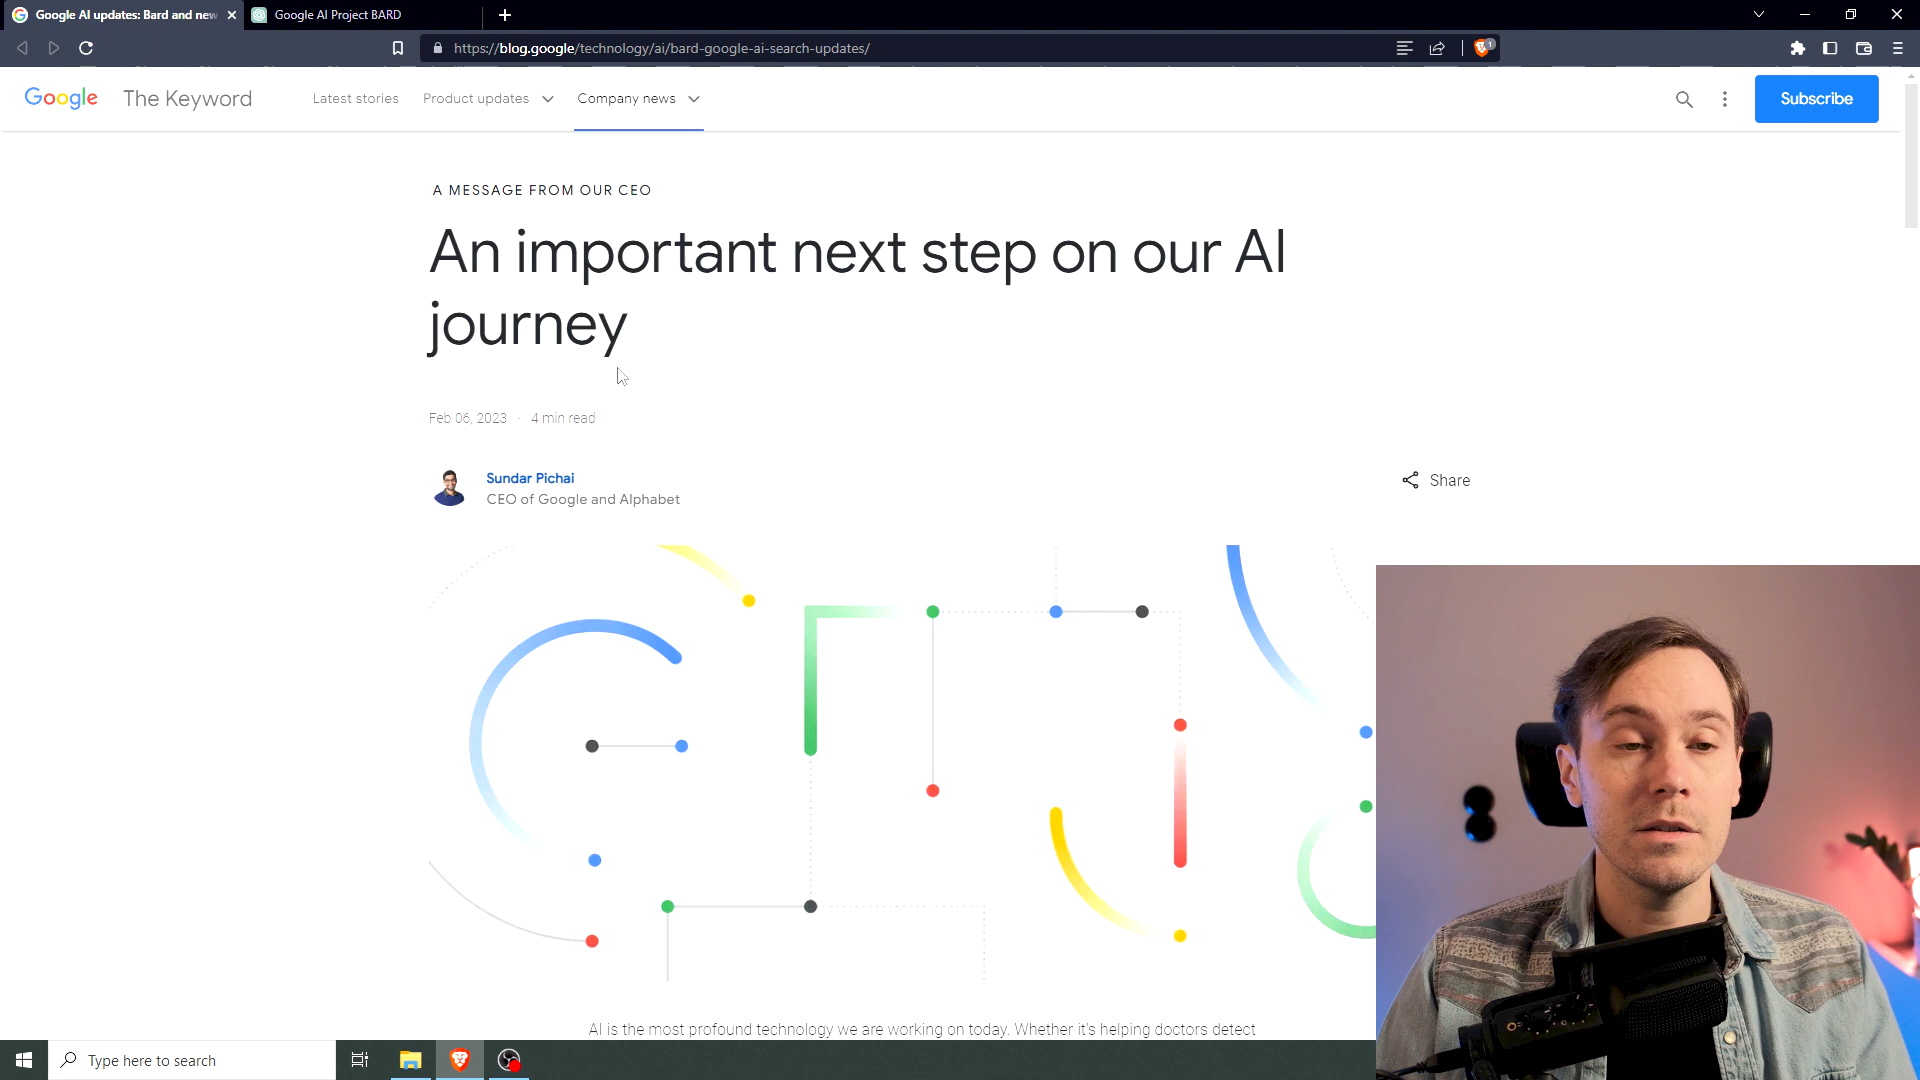 Google AI updates: Bard and new
Google AI Project BARD
https://blog.google/technology/ai/bard-google-ai-search-updates/
1
Google The Keyword
Latest stories
Product updates
Company news
Subscribe
A MESSAGE FROM OUR CEO
An important next step on our AI
journey
Feb 06, 2023 · 4 min read
Sundar Pichai
CEO of Google and Alphabet
Share
AI is the most profound technology we are working on today. Whether it's helping doctors detect
Type here to search